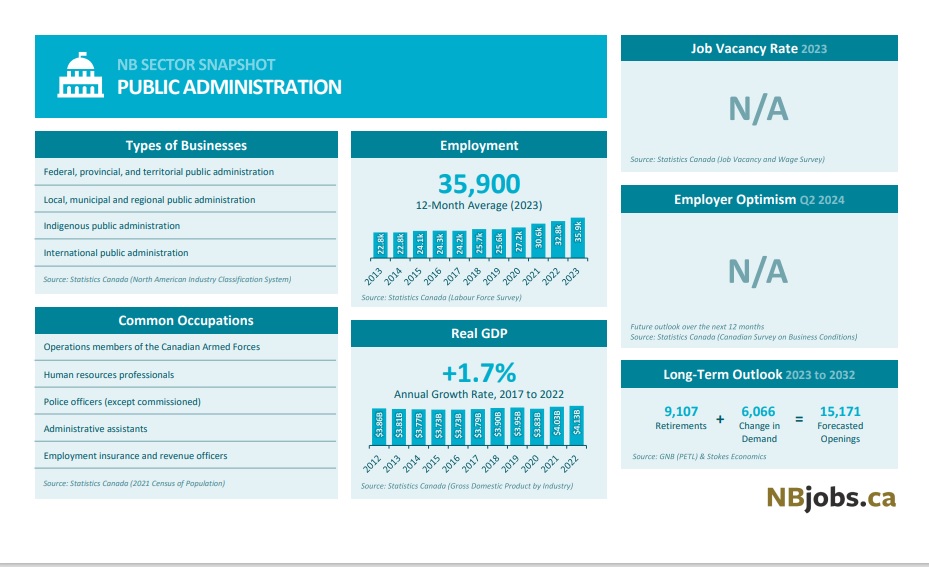 NB SECTOR SNAPSHOT
PUBLIC ADMINISTRATION
Types of Businesses
Federal, provincial, and territorial public administration
Local, municipal and regional public administration
Indigenous public administration
International public administration
Source: Statistics Canada (North American Industry Classification System)
Common Occupations
Operations members of the Canadian Armed Forces
Human resources professionals
Police officers (except commissioned)
Administrative assistants
Employment insurance and revenue officers
Source: Statistics Canada (2021 Census of Population)
Employment
35,900
12-Month Average (2023)
22.8k 22.8k 24.1k 24.3k 24.2k 25.7k 25.6k 27.2k 30.6k 32.8k 35.9k
2013 2014 2015 2016 2017 2018 2019 2020 2021 2022 2023
Source: Statistics Canada (Labour Force Survey)
Real GDP
+1.7%
Annual Growth Rate, 2017 to 2022
$3.86B $3.81B $3.77B $3.73B $3.73B $3.79B $3.90B $3.95B $3.83B $4.03B $4.13B
2012 2013 2014 2015 2016 2017 2018 2019 2020 2021 2022
Source: Statistics Canada (Gross Domestic Product by Industry)
Job Vacancy Rate 2023
N/A
Source: Statistics Canada (Job Vacancy and Wage Survey)
Employer Optimism Q2 2024
N/A
Future outlook over the next 12 months
Source: Statistics Canada (Canadian Survey on Business Conditions)
Long-Term Outlook 2023 to 2032
9,107 + 6,066 = 15,171
Retirements Change in Forecasted
Demand Openings
Source: GNB (PETL) & Stokes Economics
NBjobs.ca